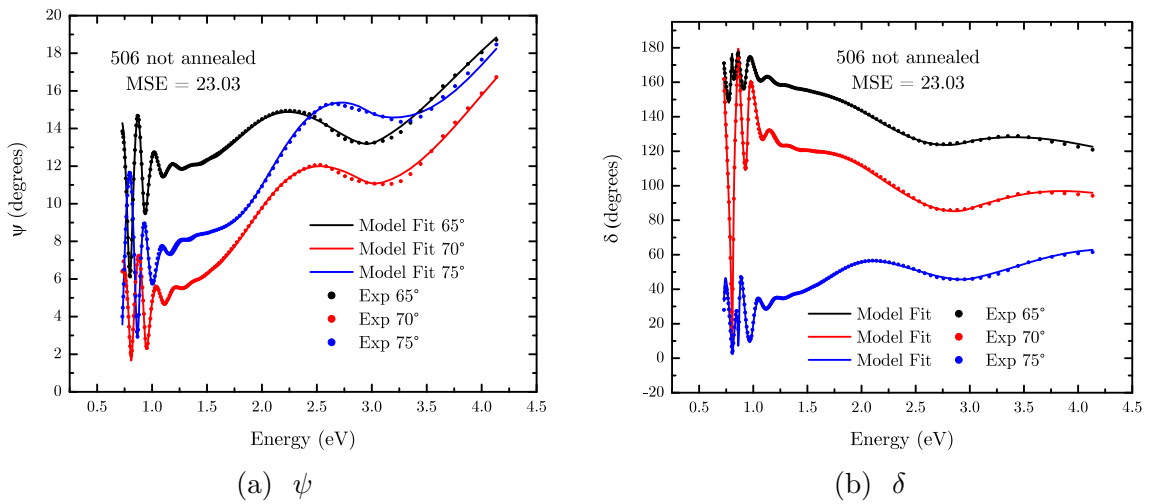 20
18
16
14
12
10
8
6
4
2
0
ψ (degrees)
506 not annealed
MSE = 23.03
Model Fit 65°
Model Fit 70°
Model Fit 75°
Exp 65°
Exp 70°
Exp 75°
0.5 1.0 1.5 2.0 2.5 3.0 3.5 4.0 4.5
Energy (eV)
(a) ψ
180
160
140
120
100
80
60
40
20
0
-20
δ (degrees)
506 not annealed
MSE = 23.03
Model Fit Exp 65°
Model Fit Exp 70°
Model Fit Exp 75°
0.5 1.0 1.5 2.0 2.5 3.0 3.5 4.0 4.5
Energy (eV)
(b) δ